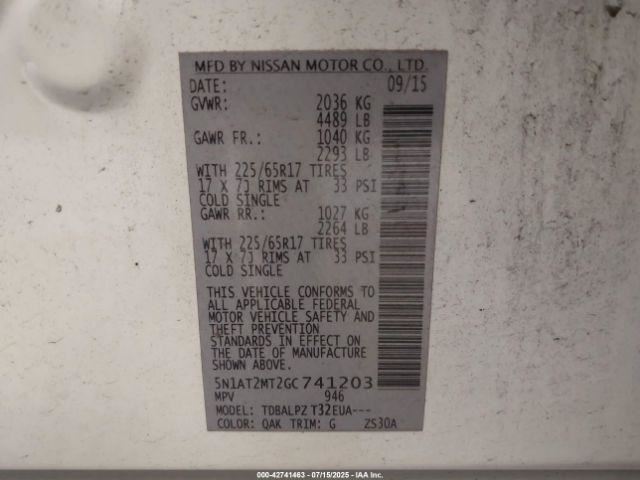 MFD BY NISSAN MOTOR CO., LTD.
DATE: 09/15
GVWR: 2036 KG
4489 LB
GAWR FR.: 1040 KG
2293 LB
WITH 225/65R17 TIRES
17 X 7J RIMS AT 33 PSI
COLD SINGLE
GAWR RR.: 1027 KG
2264 LB
WITH 225/65R17 TIRES
17 X 7J RIMS AT 33 PSI
COLD SINGLE
THIS VEHICLE CONFORMS TO
ALL APPLICABLE FEDERAL
MOTOR VEHICLE SAFETY AND
THEFT PREVENTION
STANDARDS IN EFFECT ON
THE DATE OF MANUFACTURE
SHOWN ABOVE.
5N1AT2MT2GC741203
MPV 946
MODEL: TDBALPZ T32EUA---
COLOR: QAK TRIM: G ZS30A
000-42741463 - 07/15/2025 - IAAI.com